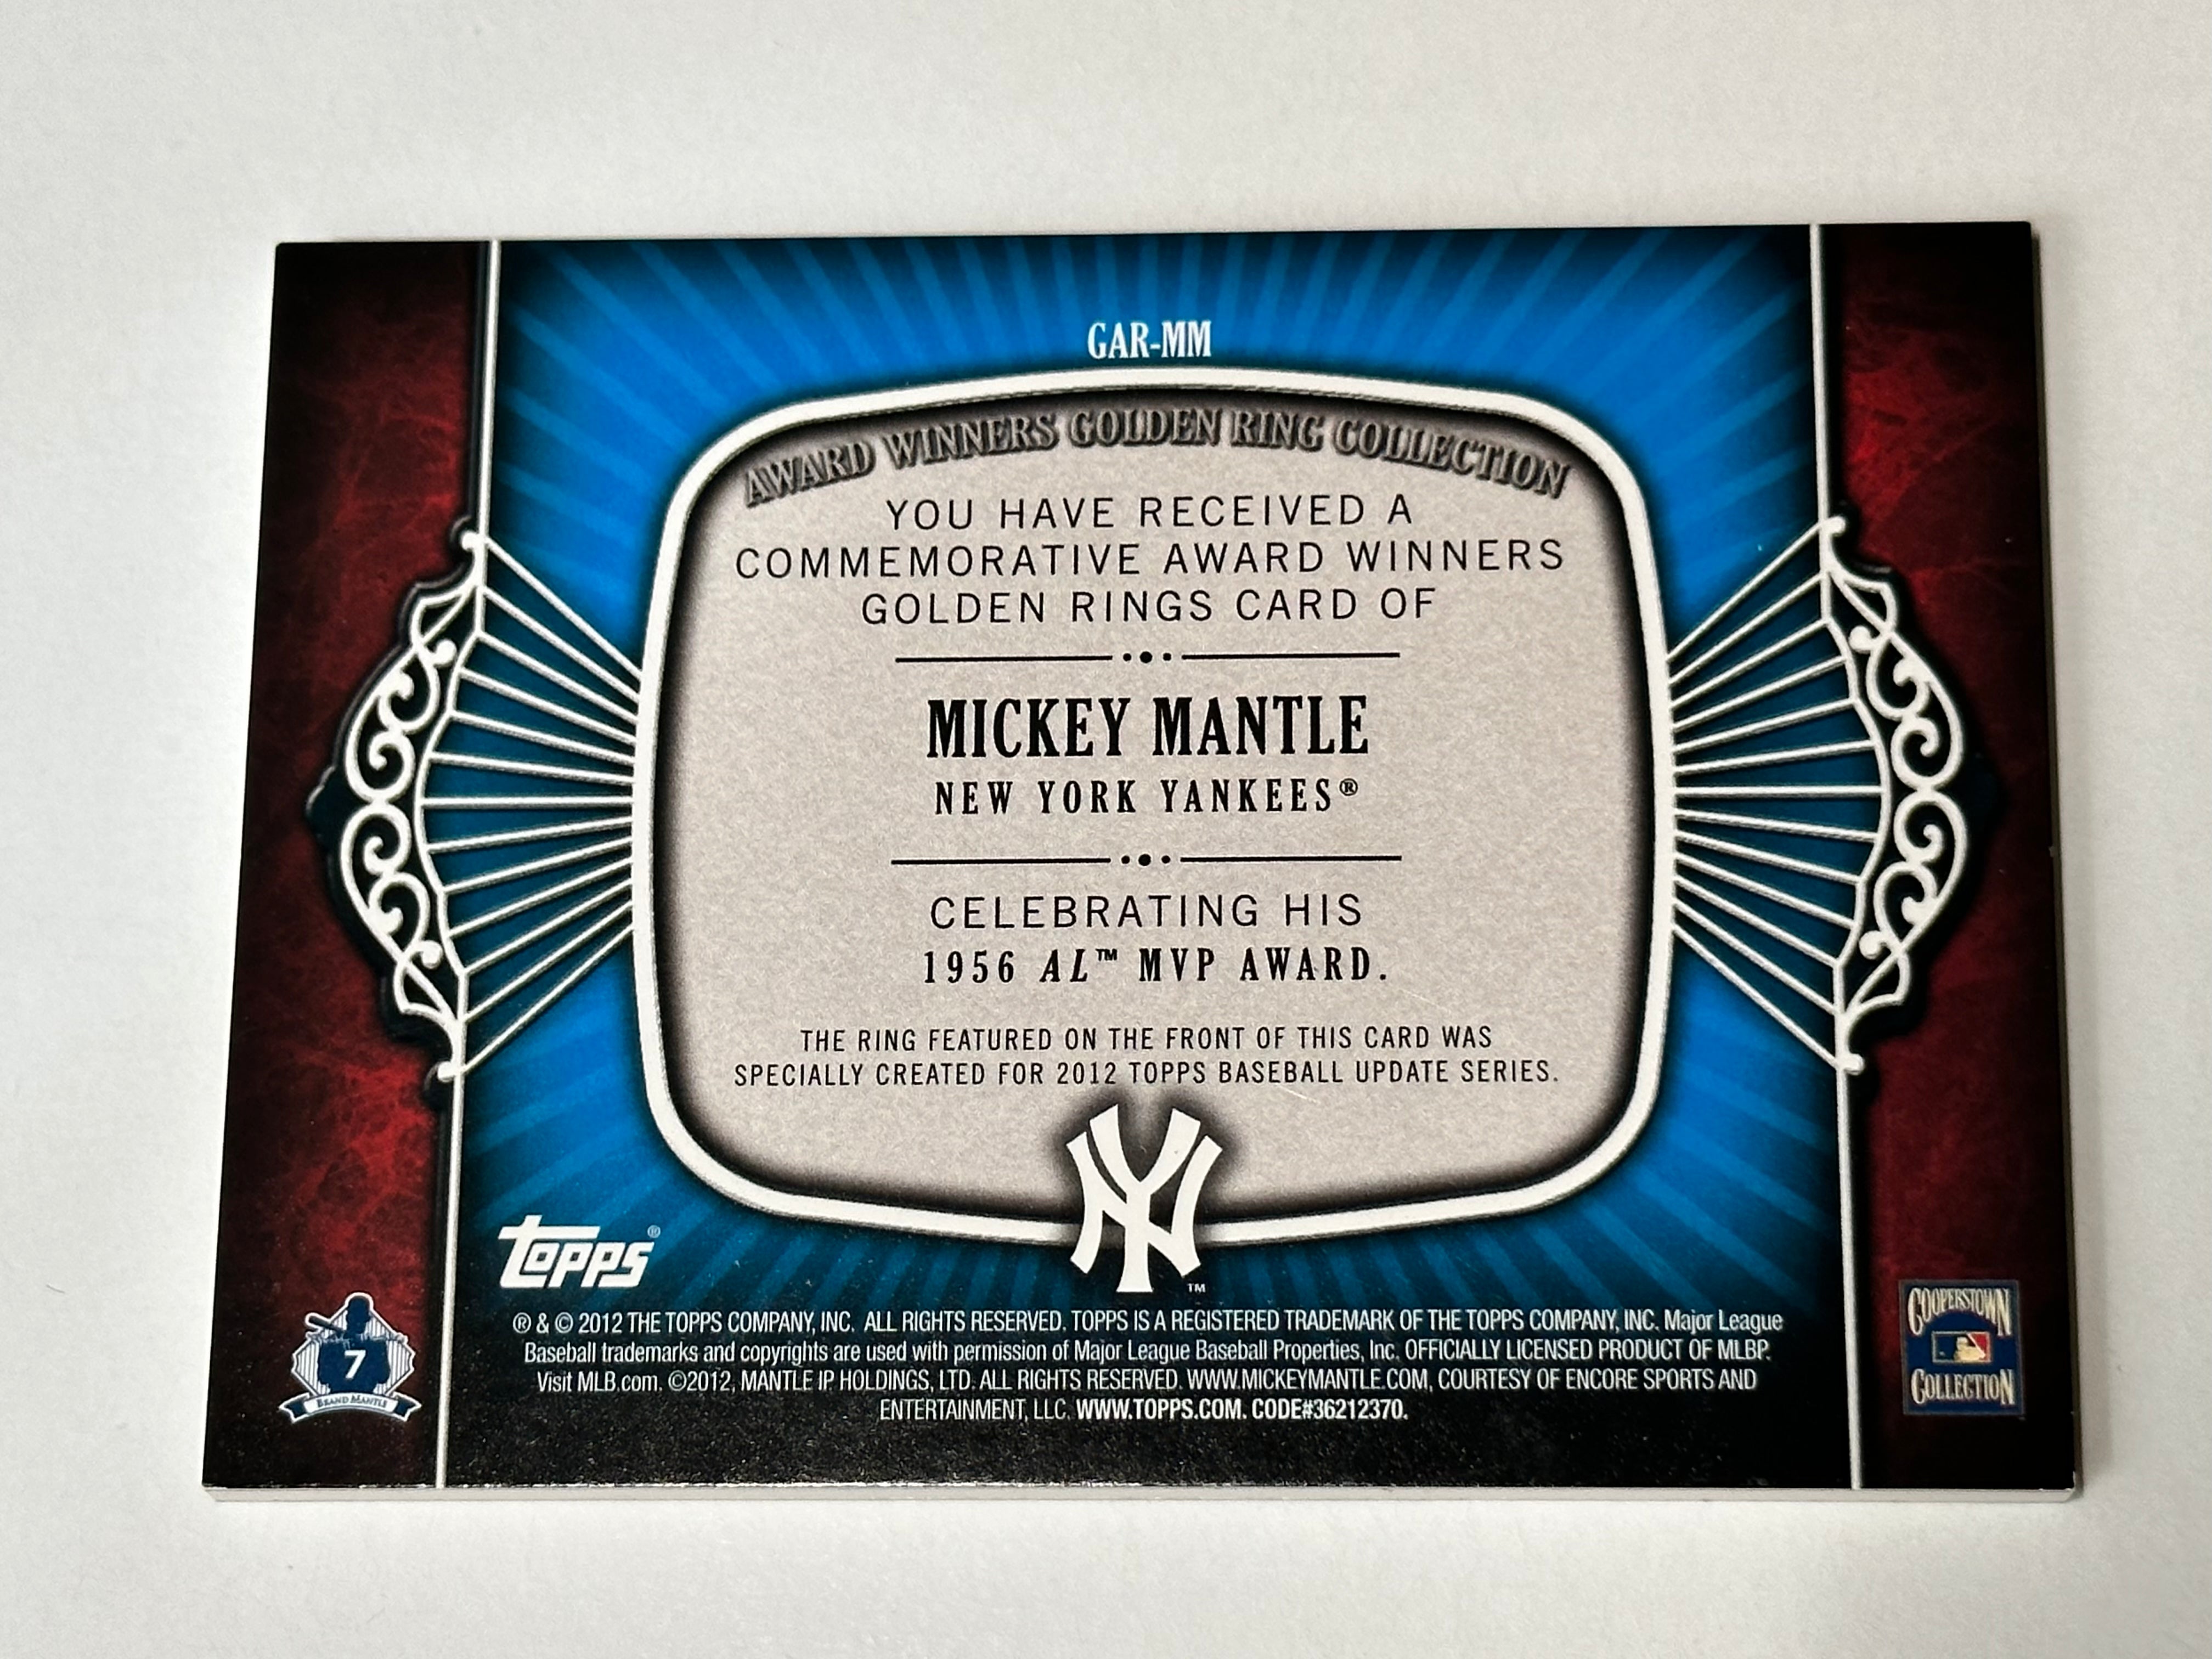 GAR-MM
AWARD WINNERS GOLDEN RING COLLECTION
YOU HAVE RECEIVED A
COMMEMORATIVE AWARD WINNERS
GOLDEN RINGS CARD OF
MICKEY MANTLE
NEW YORK YANKEES®
CELEBRATING HIS
1956 AL™ MVP AWARD.
THE RING FEATURED ON THE FRONT OF THIS CARD WAS
SPECIALLY CREATED FOR 2012 TOPPS BASEBALL UPDATE SERIES.
NY™
Topps®
® & © 2012 THE TOPPS COMPANY, INC. ALL RIGHTS RESERVED. TOPPS IS A REGISTERED TRADEMARK OF THE TOPPS COMPANY, INC. Major League
Baseball trademarks and copyrights are used with permission of Major League Baseball Properties, Inc. OFFICIALLY LICENSED PRODUCT OF MLBP.
Visit MLB.com. ©2012, MANTLE IP HOLDINGS, LTD. ALL RIGHTS RESERVED. WWW.MICKEYMANTLE.COM, COURTESY OF ENCORE SPORTS AND
ENTERTAINMENT, LLC. WWW.TOPPS.COM. CODE#36212370.
7
BRAND MANTLE
COOPERSTOWN
COLLECTION